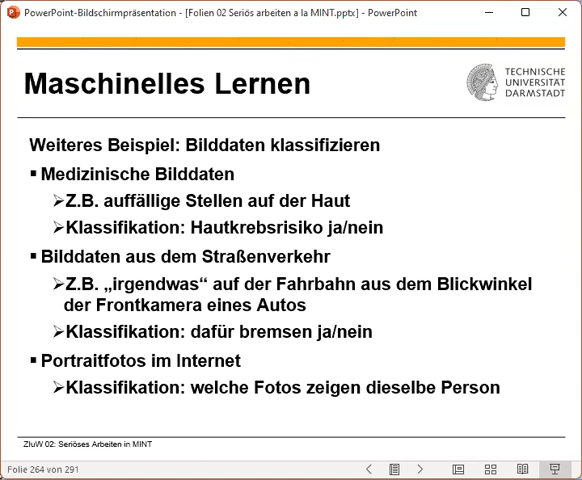 PowerPoint-Bildschirmpräsentation - [Folien 02 Seriös arbeiten a la MINT.pptx] - PowerPoint
Maschinelles Lernen
TECHNISCHE
UNIVERSITÄT
DARMSTADT
Weiteres Beispiel: Bilddaten klassifizieren
▪ Medizinische Bilddaten
➢Z.B. auffällige Stellen auf der Haut
➢Klassifikation: Hautkrebsrisiko ja/nein
▪ Bilddaten aus dem Straßenverkehr
➢Z.B. „irgendwas“ auf der Fahrbahn aus dem Blickwinkel
der Frontkamera eines Autos
➢Klassifikation: dafür bremsen ja/nein
▪ Portraitfotos im Internet
➢Klassifikation: welche Fotos zeigen dieselbe Person
ZIuW 02: Seriöses Arbeiten in MINT
Folie 264 von 291